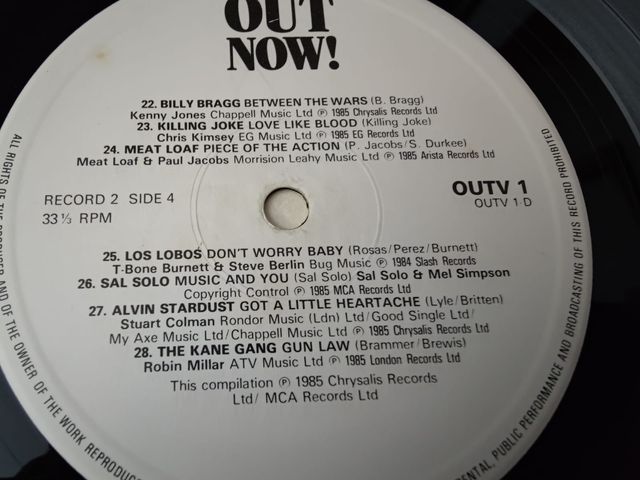 OUT
NOW!
22. BILLY BRAGG BETWEEN THE WARS (B. Bragg)
Kenny Jones Chappell Music Ltd ℗ 1985 Chrysalis Records Ltd
23. KILLING JOKE LOVE LIKE BLOOD (Killing Joke)
Chris Kimsey EG Music Ltd ℗ 1985 EG Records Ltd
24. MEAT LOAF PIECE OF THE ACTION (P. Jacobs/S. Durkee)
Meat Loaf & Paul Jacobs Morrision Leahy Music Ltd ℗ 1985 Arista Records Ltd
RECORD 2 SIDE 4
33⅓ RPM
OUTV 1
OUTV 1-D
25. LOS LOBOS DON'T WORRY BABY (Rosas/Perez/Burnett)
T-Bone Burnett & Steve Berlin Bug Music ℗ 1984 Slash Records
26. SAL SOLO MUSIC AND YOU (Sal Solo) Sal Solo & Mel Simpson
Copyright Control ℗ 1985 MCA Records Ltd
27. ALVIN STARDUST GOT A LITTLE HEARTACHE (Lyle/Britten)
Stuart Colman Rondor Music (Ldn) Ltd/Good Single Ltd/
My Axe Music Ltd/Chappell Music Ltd ℗ 1985 Chrysalis Records Ltd
28. THE KANE GANG GUN LAW (Brammer/Brewis)
Robin Millar ATV Music Ltd ℗ 1985 London Records Ltd
This compilation ℗ 1985 Chrysalis Records
Ltd/ MCA Records Ltd
ALL RIGHTS OF THE PRODUCER AND OF THE OWNER OF THE WORK REPRODUC
PUBLIC PERFORMANCE AND BROADCASTING OF THIS RECORD PROHIBITED